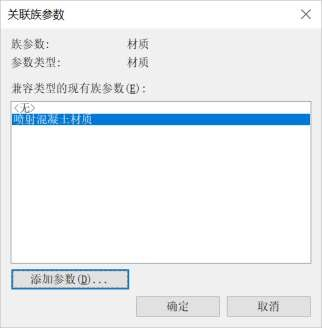 关联族参数
族参数: 材质
参数类型: 材质
兼容类型的现有族参数(E):
<无>
喷射混凝土材质
添加参数(D)...
确定 取消